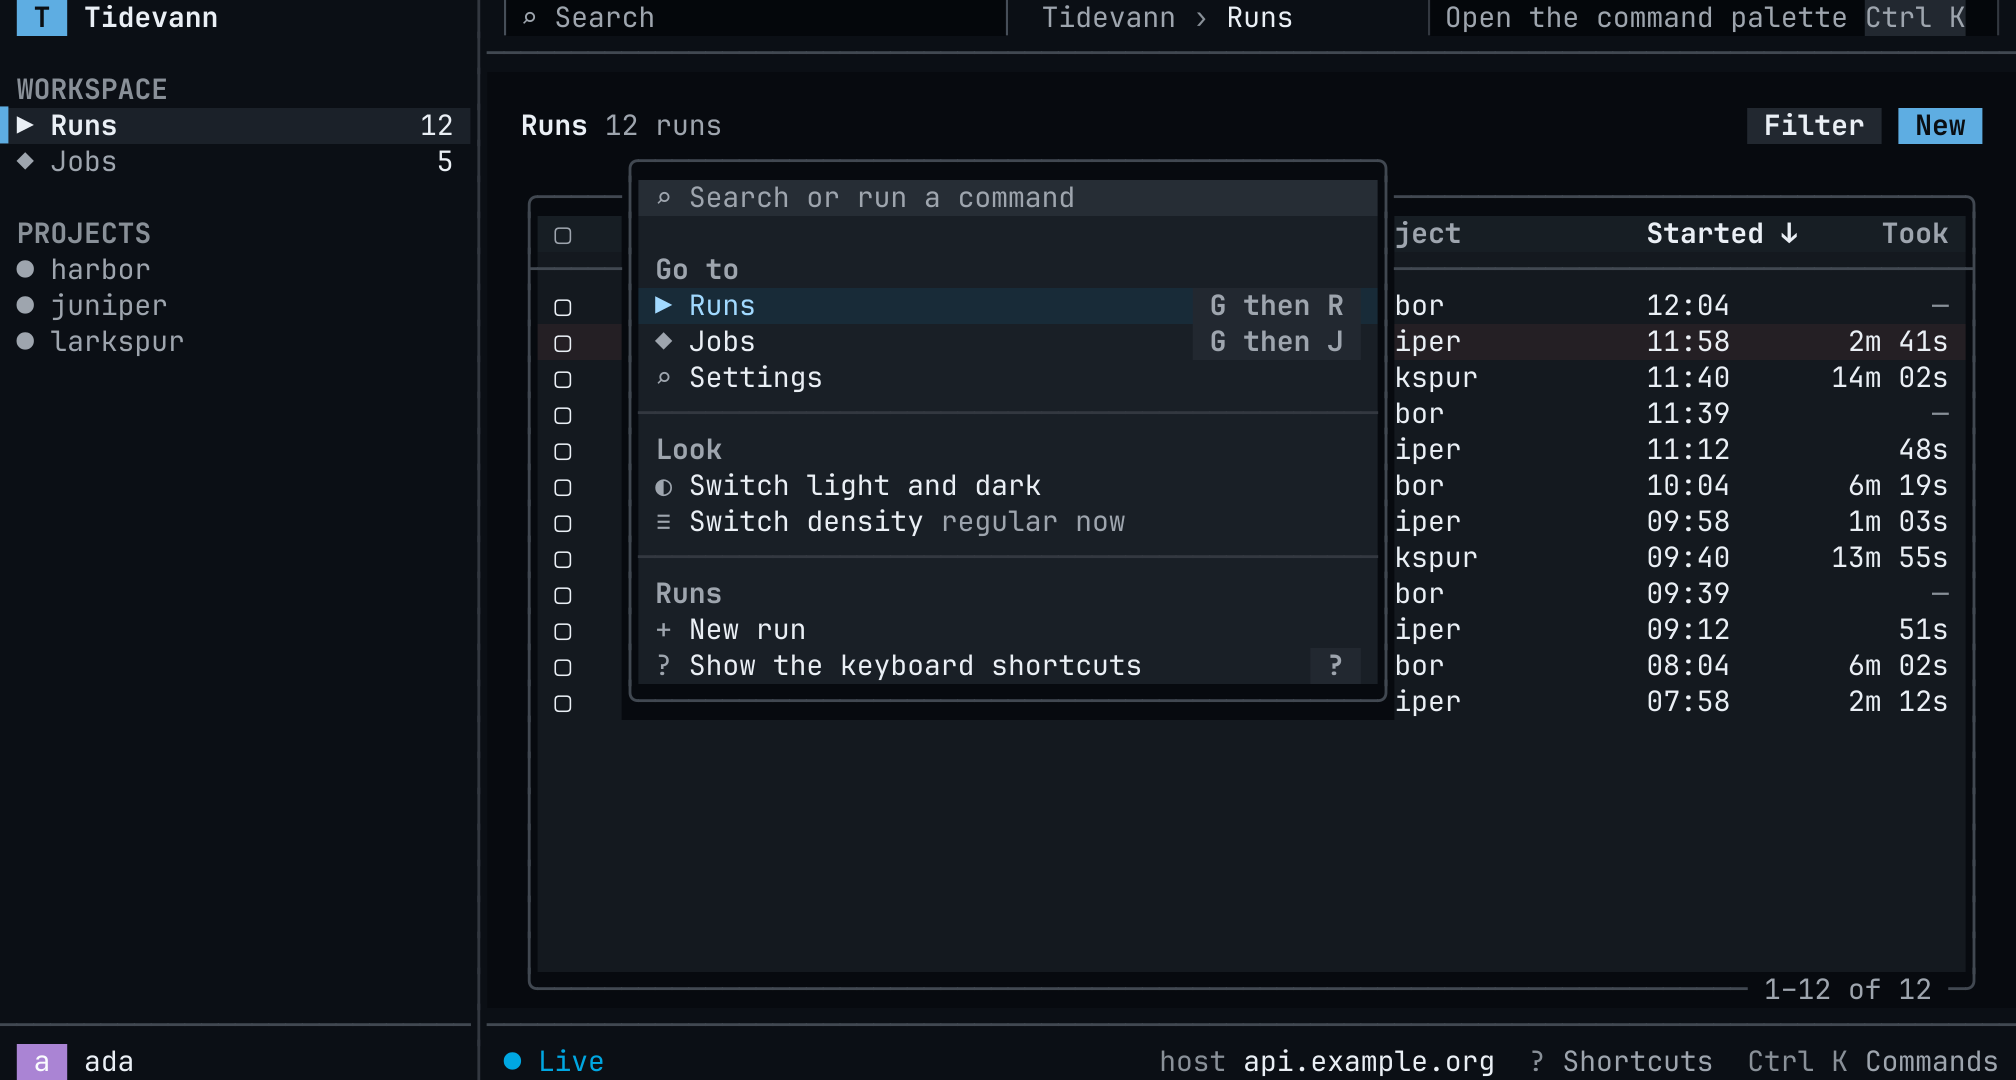 T Tidevann
Search
Tidevann › Runs
Open the command palette Ctrl K
WORKSPACE
Runs 12
Jobs 5
PROJECTS
harbor
juniper
larkspur
Runs 12 runs
Filter New
Search or run a command
Go to
Runs G then R
Jobs G then J
Settings
Look
Switch light and dark
Switch density regular now
Runs
+ New run
? Show the keyboard shortcuts ?
ject Started ↓ Took
bor 12:04 —
iper 11:58 2m 41s
kspur 11:40 14m 02s
bor 11:39 —
iper 11:12 48s
bor 10:04 6m 19s
iper 09:58 1m 03s
kspur 09:40 13m 55s
bor 09:39 —
iper 09:12 51s
bor 08:04 6m 02s
iper 07:58 2m 12s
1–12 of 12
a ada
Live
host api.example.org ? Shortcuts Ctrl K Commands